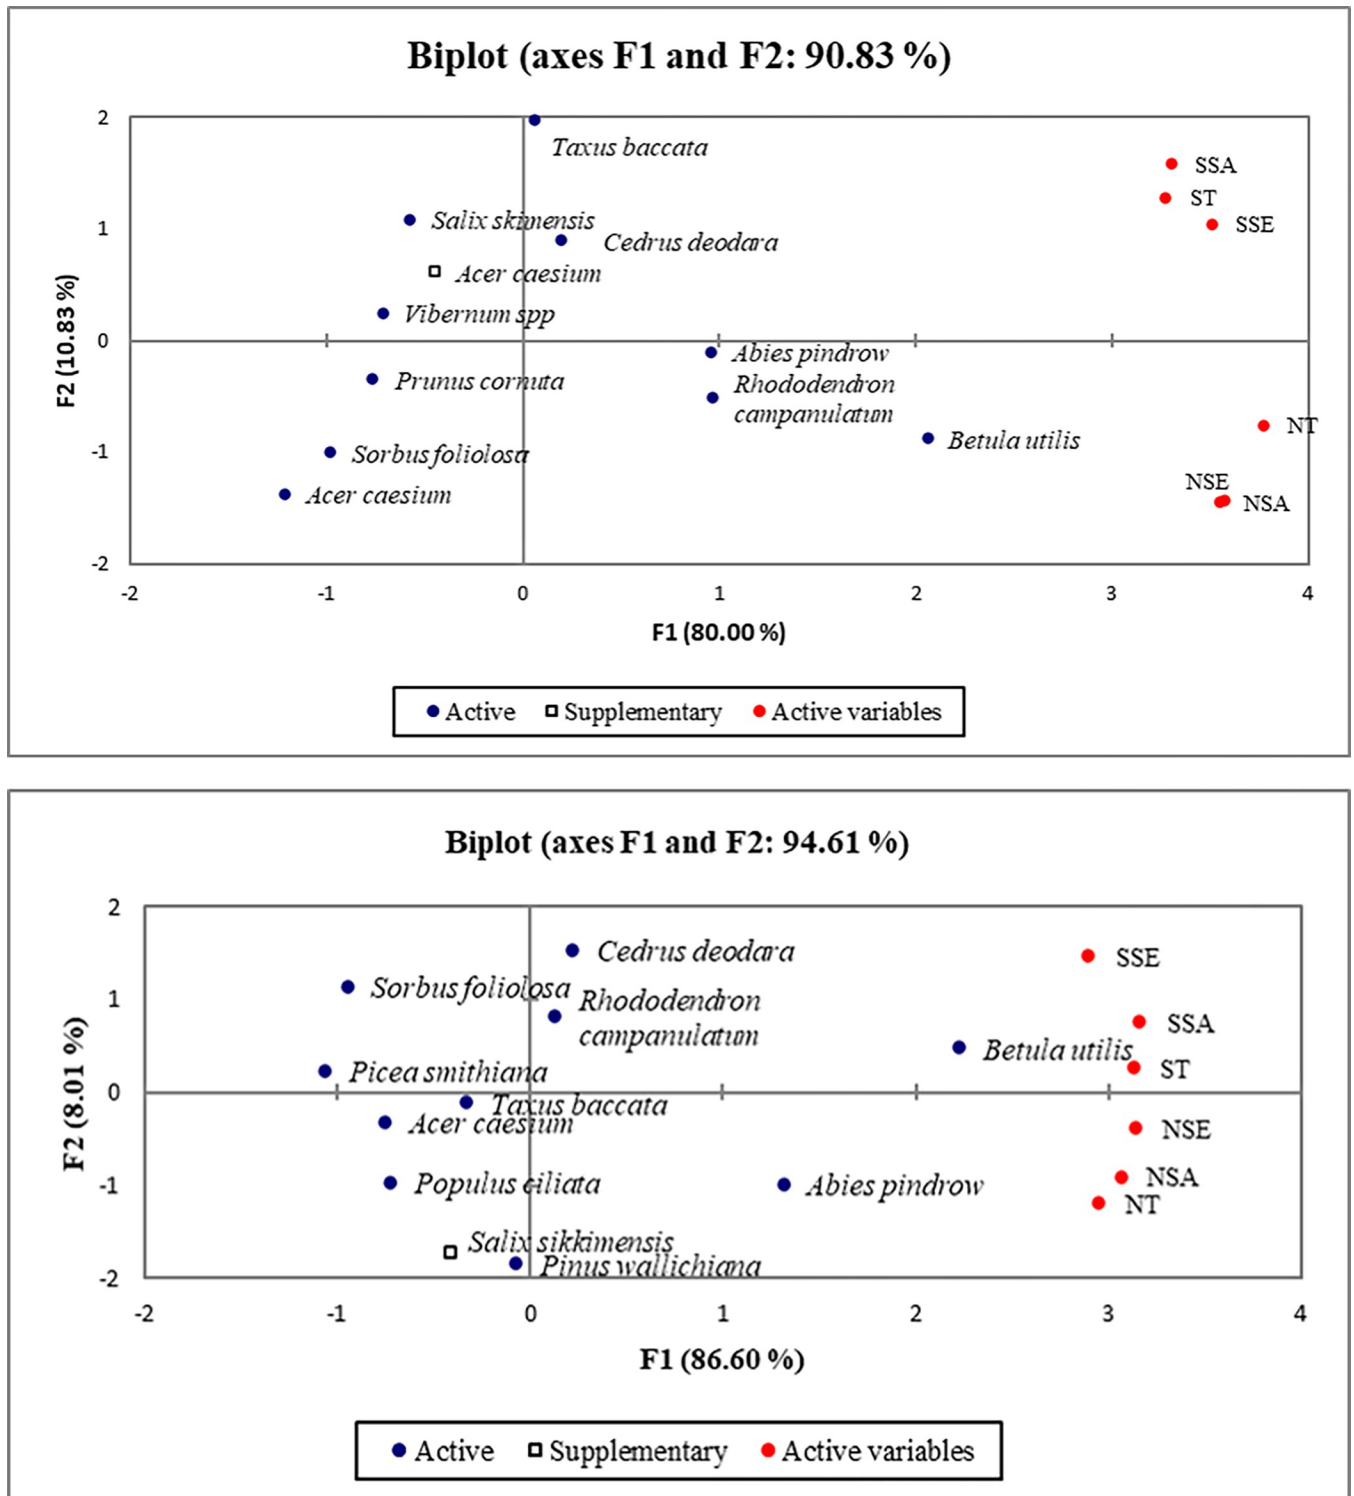 Biplot (axes F1 and F2: 90.83 %)
2
Taxus baccata
SSA
ST
1
Salix skimensis
SSE
Cedrus deodara
Acer caesium
Vibernum spp
F2 (10.83 %)
0
Abies pindrow
Prunus cornuta
Rhododendron
campanulatum
NT
-1
Betula utilis
Sorbus foliolosa
NSE
Acer caesium
NSA
-2
-2 -1 0 1 2 3 4
F1 (80.00 %)
Active Supplementary Active variables
Biplot (axes F1 and F2: 94.61 %)
2
Cedrus deodara
SSE
Sorbus foliolosa
1
Rhododendron
campanulatum
SSA
Betula utilis
ST
Picea smithiana
F2 (8.01 %)
0
Taxus baccata
Acer caesium
NSE
-1
Populus ciliata
Abies pindrow
NSA
NT
Salix sikkimensis
Pinus wallichiana
-2
-2 -1 0 1 2 3 4
F1 (86.60 %)
Active Supplementary Active variables